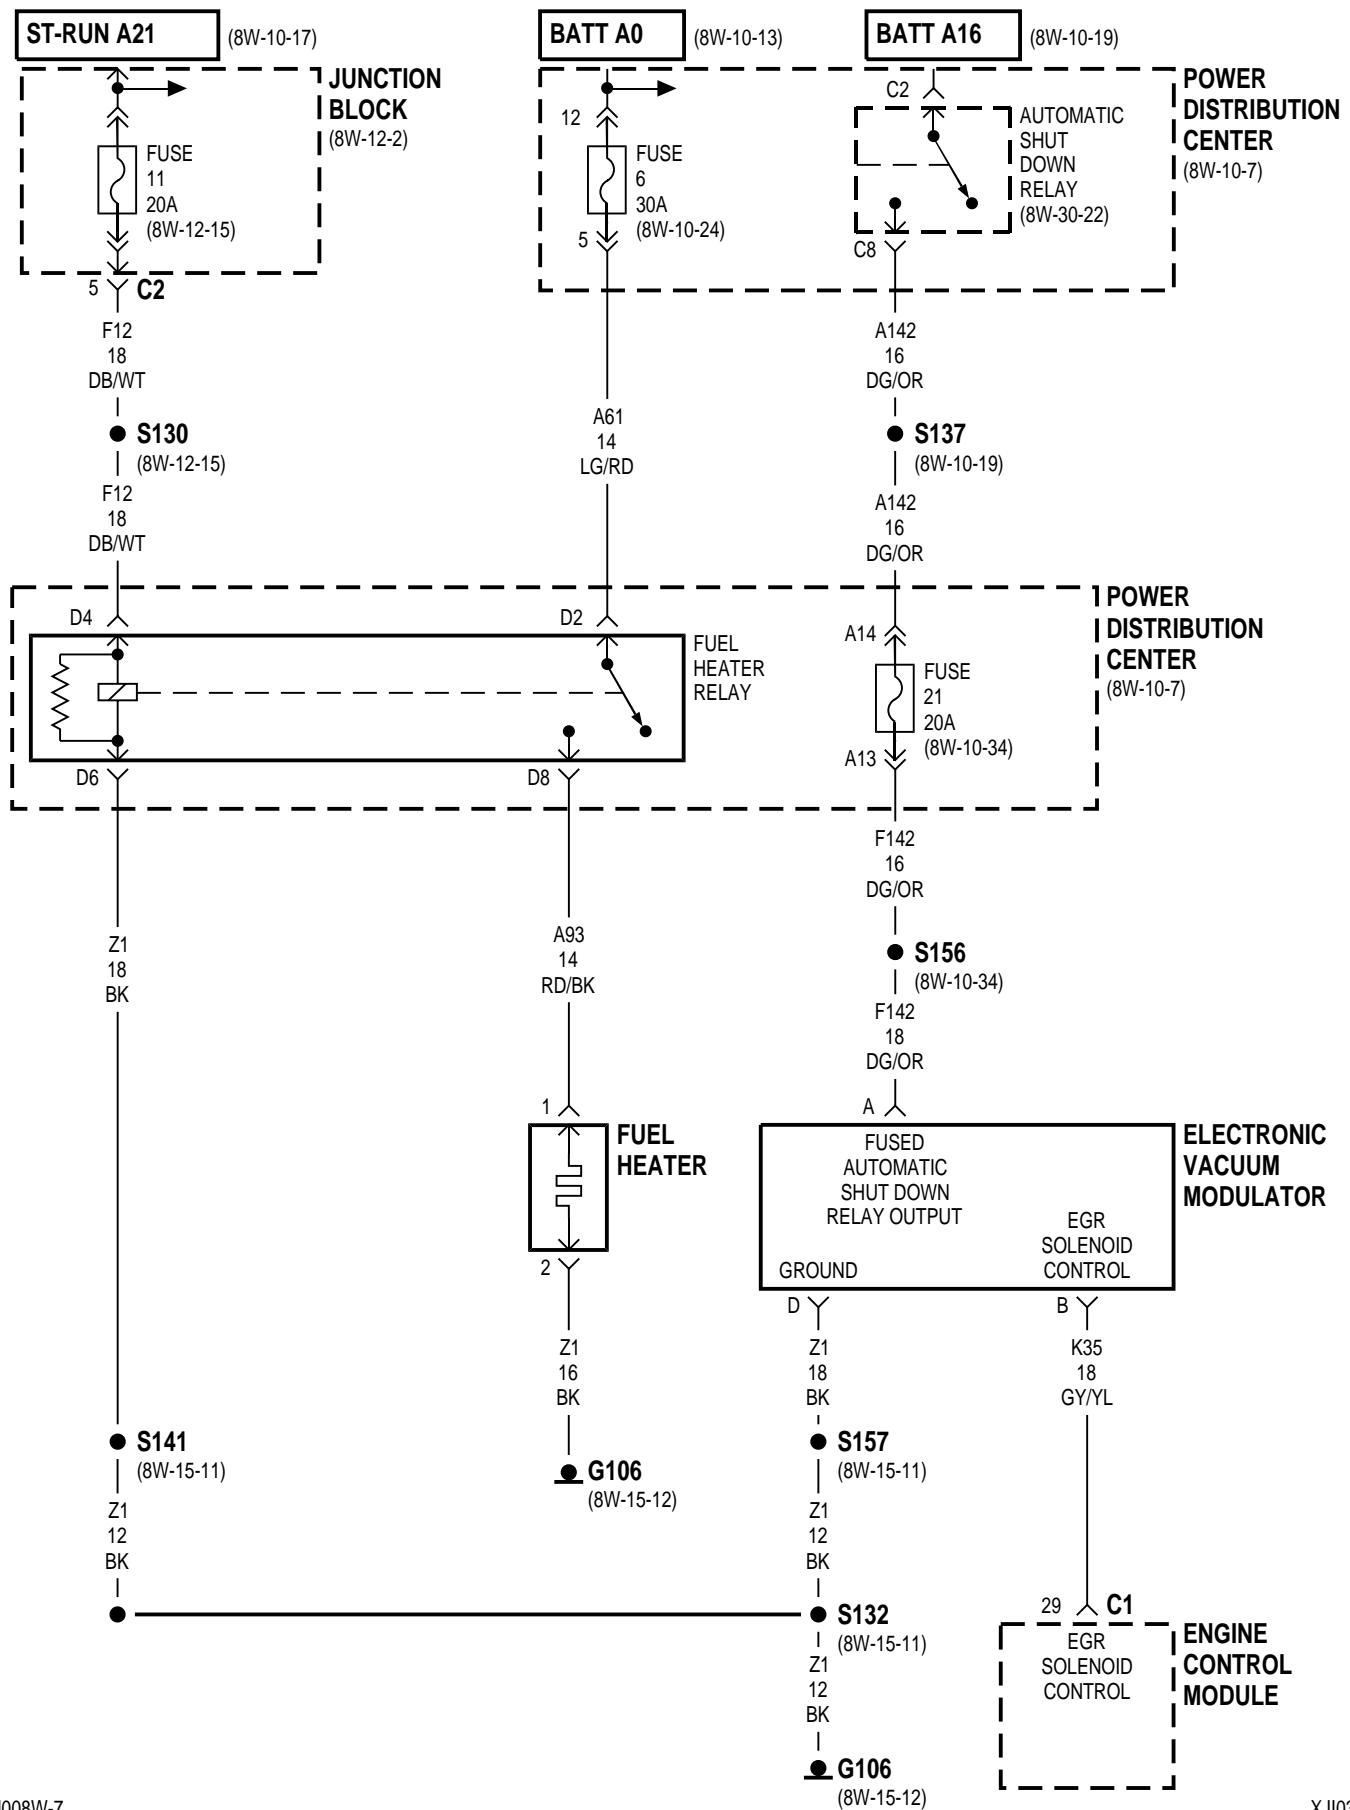 ST-RUN A21
(8W-10-17)
BATT A0
(8W-10-13)
BATT A16
(8W-10-19)
JUNCTION
BLOCK
(8W-12-2)
FUSE
11
20A
(8W-12-15)
5
C2
12
FUSE
6
30A
(8W-10-24)
5
C2
AUTOMATIC
SHUT
DOWN
RELAY
(8W-30-22)
C8
POWER
DISTRIBUTION
CENTER
(8W-10-7)
F12
18
DB/WT
S130
(8W-12-15)
F12
18
DB/WT
A61
14
LG/RD
A142
16
DG/OR
S137
(8W-10-19)
A142
16
DG/OR
D4
D2
FUEL
HEATER
RELAY
D6
D8
A14
FUSE
21
20A
(8W-10-34)
A13
POWER
DISTRIBUTION
CENTER
(8W-10-7)
Z1
18
BK
A93
14
RD/BK
F142
16
DG/OR
S156
(8W-10-34)
F142
18
DG/OR
1
FUEL
HEATER
2
A
FUSED
AUTOMATIC
SHUT DOWN
RELAY OUTPUT
EGR
SOLENOID
CONTROL
GROUND
ELECTRONIC
VACUUM
MODULATOR
D
B
Z1
16
BK
Z1
18
BK
K35
18
GY/YL
S141
(8W-15-11)
G106
(8W-15-12)
S157
(8W-15-11)
Z1
12
BK
Z1
12
BK
S132
(8W-15-11)
29
C1
EGR
SOLENOID
CONTROL
ENGINE
CONTROL
MODULE
Z1
12
BK
G106
(8W-15-12)